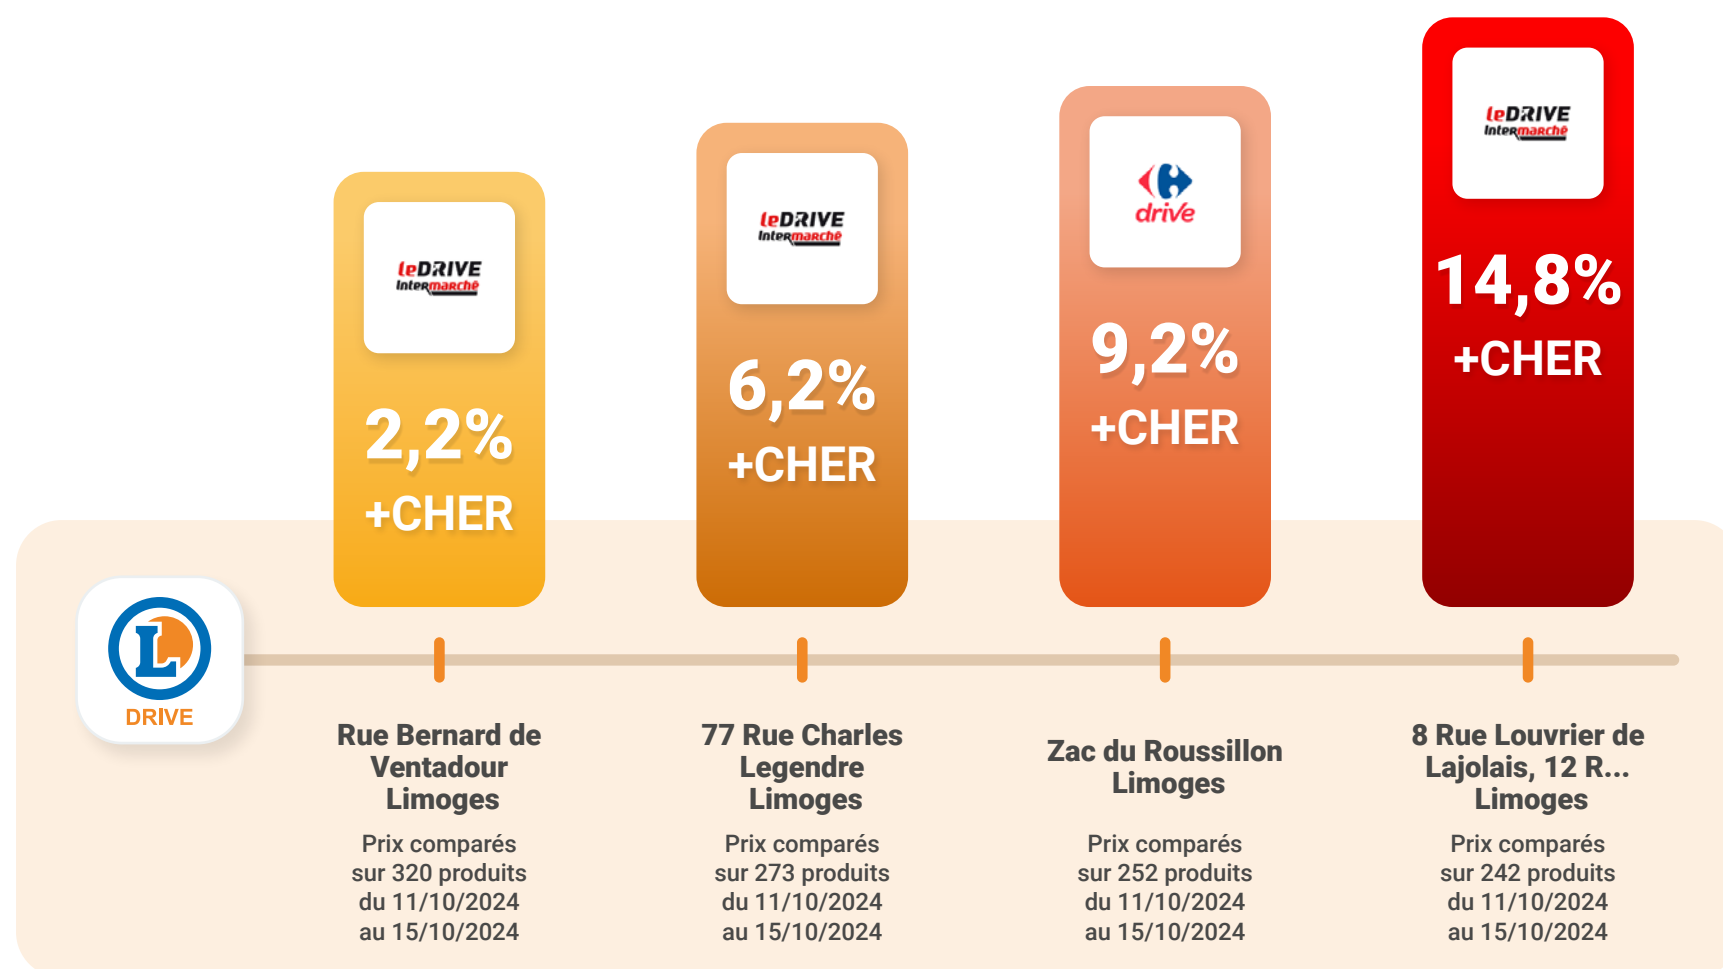 leDRIVE
Intermarché
2,2%
+CHER
leDRIVE
Intermarché
6,2%
+CHER
drive
9,2%
+CHER
leDRIVE
Intermarché
14,8%
+CHER
L
DRIVE
Rue Bernard de
Ventadour
Limoges
Prix comparés
sur 320 produits
du 11/10/2024
au 15/10/2024
77 Rue Charles
Legendre
Limoges
Prix comparés
sur 273 produits
du 11/10/2024
au 15/10/2024
Zac du Roussillon
Limoges
Prix comparés
sur 252 produits
du 11/10/2024
au 15/10/2024
8 Rue Louvrier de
Lajolais, 12 R...
Limoges
Prix comparés
sur 242 produits
du 11/10/2024
au 15/10/2024